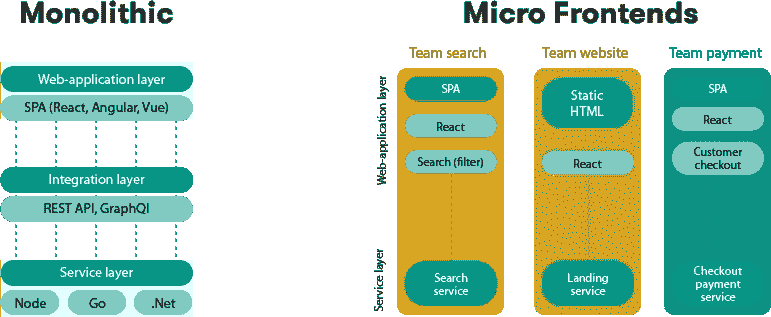 Monolithic
Web-application layer
SPA (React, Angular, Vue)
Integration layer
REST API, GraphQl
Service layer
Node
Go
.Net
Micro Frontends
Team search
Team website
Team payment
Web-application layer
SPA
React
Search (filter)
Static
HTML
React
SPA
React
Customer
checkout
Service layer
Search
service
Landing
service
Checkout
payment
service